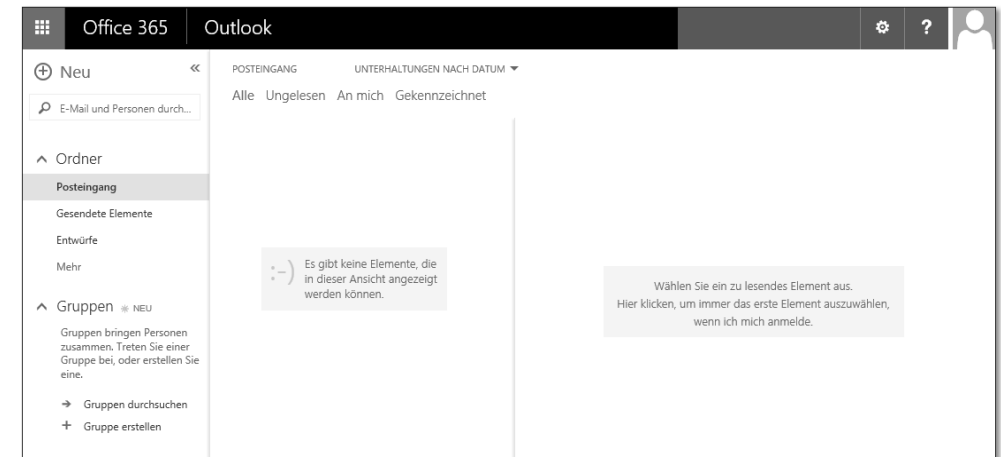 Office 365
Outlook
?
Neu
«
E-Mail und Personen durch...
Ordner
Posteingang
Gesendete Elemente
Entwürfe
Mehr
Gruppen NEU
Gruppen bringen Personen
zusammen. Treten Sie einer
Gruppe bei, oder erstellen Sie
eine.
Gruppen durchsuchen
Gruppe erstellen
POSTEINGANG
UNTERHALTUNGEN NACH DATUM
Alle Ungelesen An mich Gekennzeichnet
:-)
Es gibt keine Elemente, die
in dieser Ansicht angezeigt
werden können.
Wählen Sie ein zu lesendes Element aus.
Hier klicken, um immer das erste Element auszuwählen,
wenn ich mich anmelde.